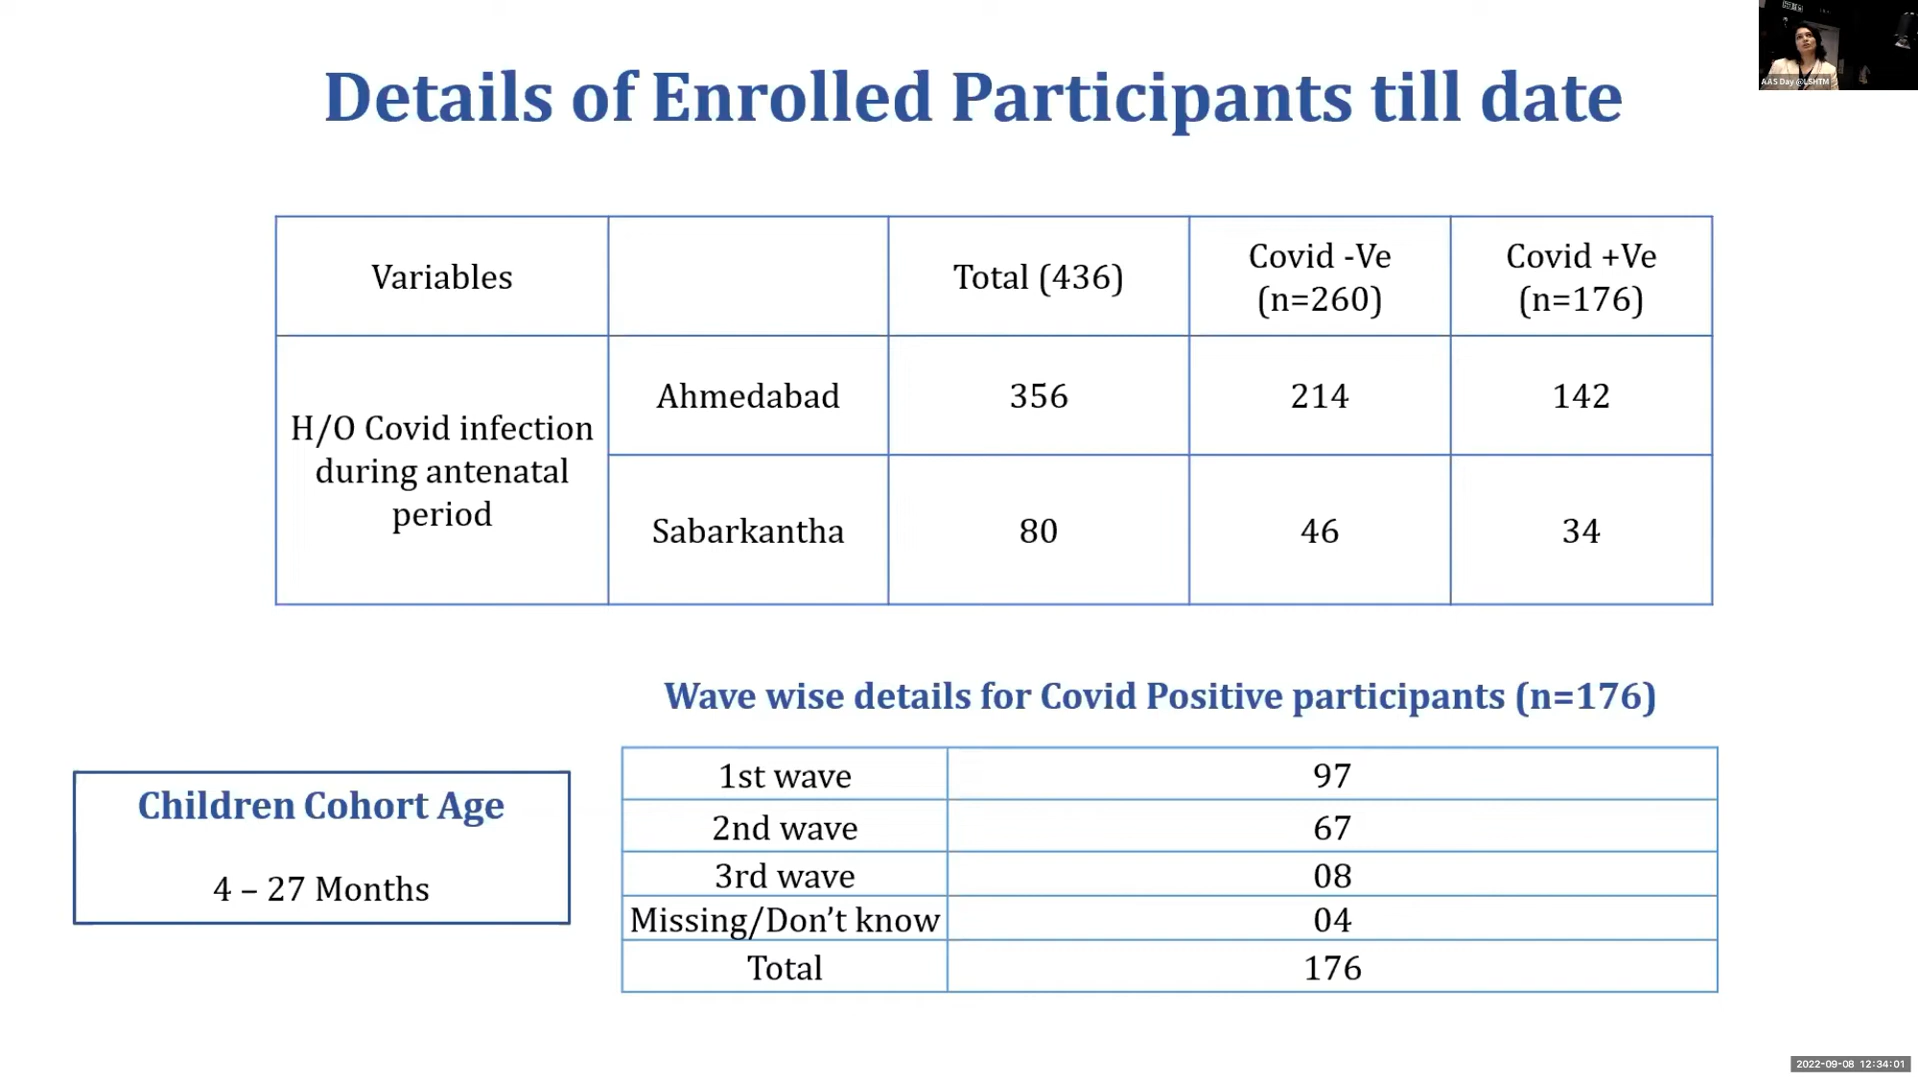 Details of Enrolled Participants till date
AAS Day @LSHTM
Variables
Total (436)
Covid -Ve
(n=260)
Covid +Ve
(n=176)
H/O Covid infection
during antenatal
period
Ahmedabad
356
214
142
Sabarkantha
80
46
34
Wave wise details for Covid Positive participants (n=176)
Children Cohort Age
4 – 27 Months
1st wave
97
2nd wave
67
3rd wave
08
Missing/Don’t know
04
Total
176
2022-09-08 12:34:01